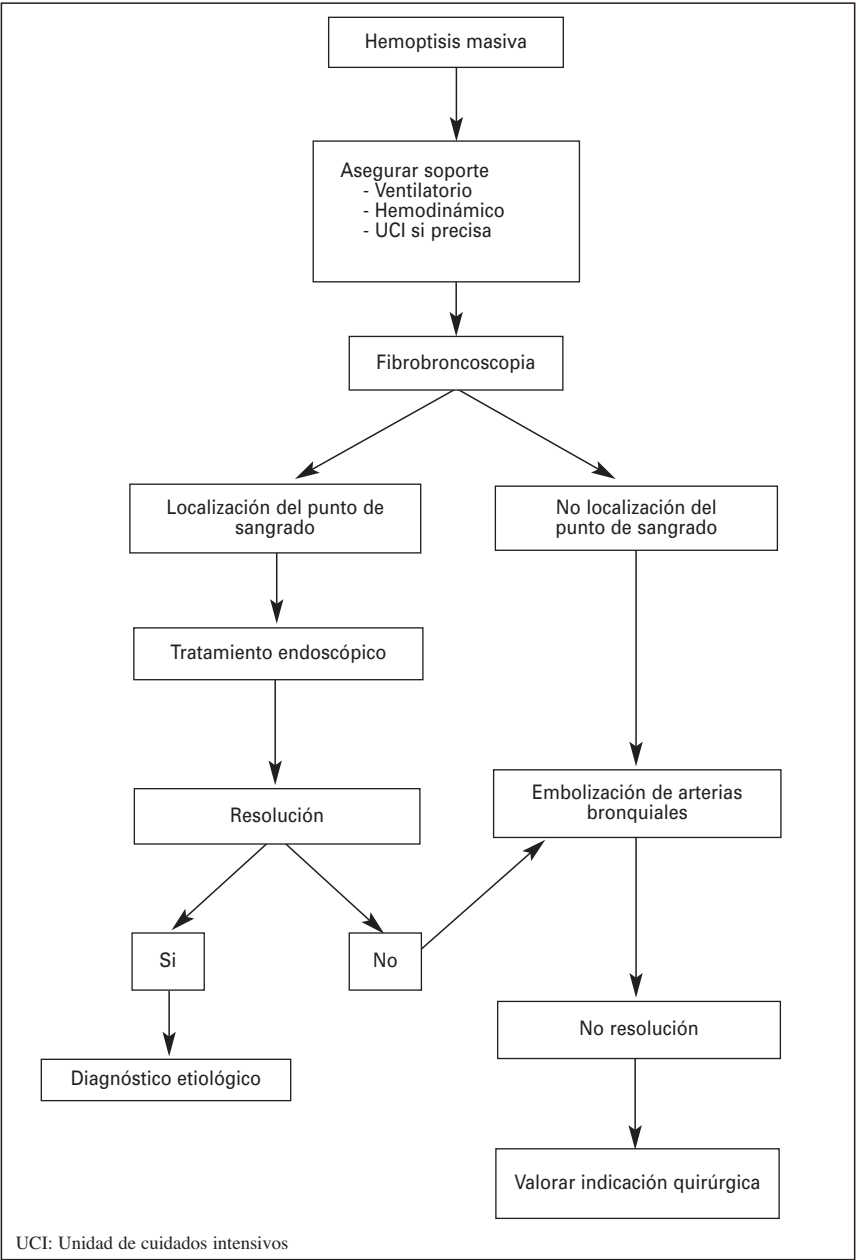 Hemoptisis masiva
Asegurar soporte
- Ventilatorio
- Hemodinámico
- UCI si precisa
Fibrobroncoscopia
Localización del punto de
sangrado
No localización del
punto de sangrado
Tratamiento endoscópico
Resolución
Embolización de arterias
bronquiales
Si
No
No resolución
Diagnóstico etiológico
Valorar indicación quirúrgica
UCI: Unidad de cuidados intensivos